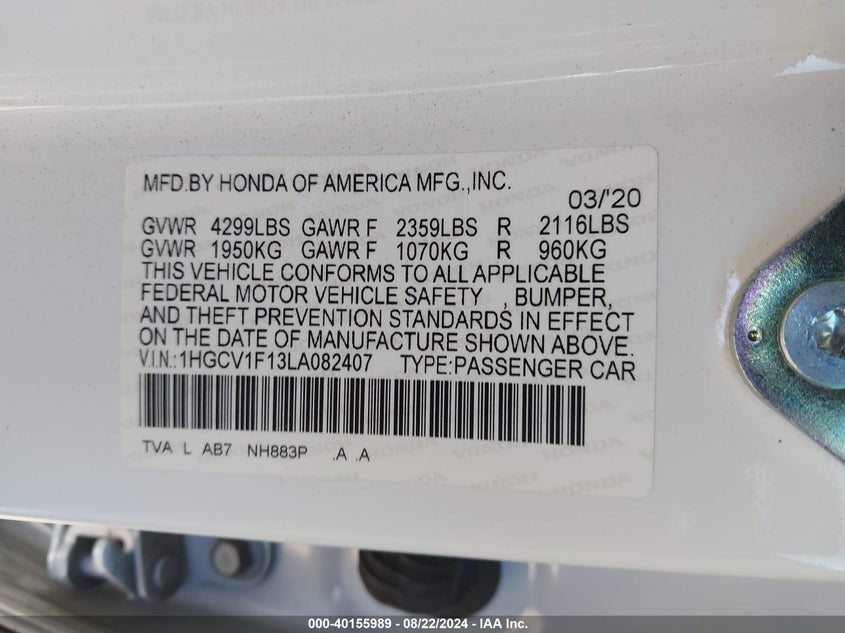 MFD.BY HONDA OF AMERICA MFG.,INC.
03/'20
GVWR 4299LBS GAWR F 2359LBS R 2116LBS
GVWR 1950KG GAWR F 1070KG R 960KG
THIS VEHICLE CONFORMS TO ALL APPLICABLE
FEDERAL MOTOR VEHICLE SAFETY , BUMPER,
AND THEFT PREVENTION STANDARDS IN EFFECT
ON THE DATE OF MANUFACTURE SHOWN ABOVE.
V.I.N.:1HGCV1F13LA082407 TYPE:PASSENGER CAR
TVA L AB7 NH883P .A .A
000-40155989 - 08/22/2024 - IAA Inc.